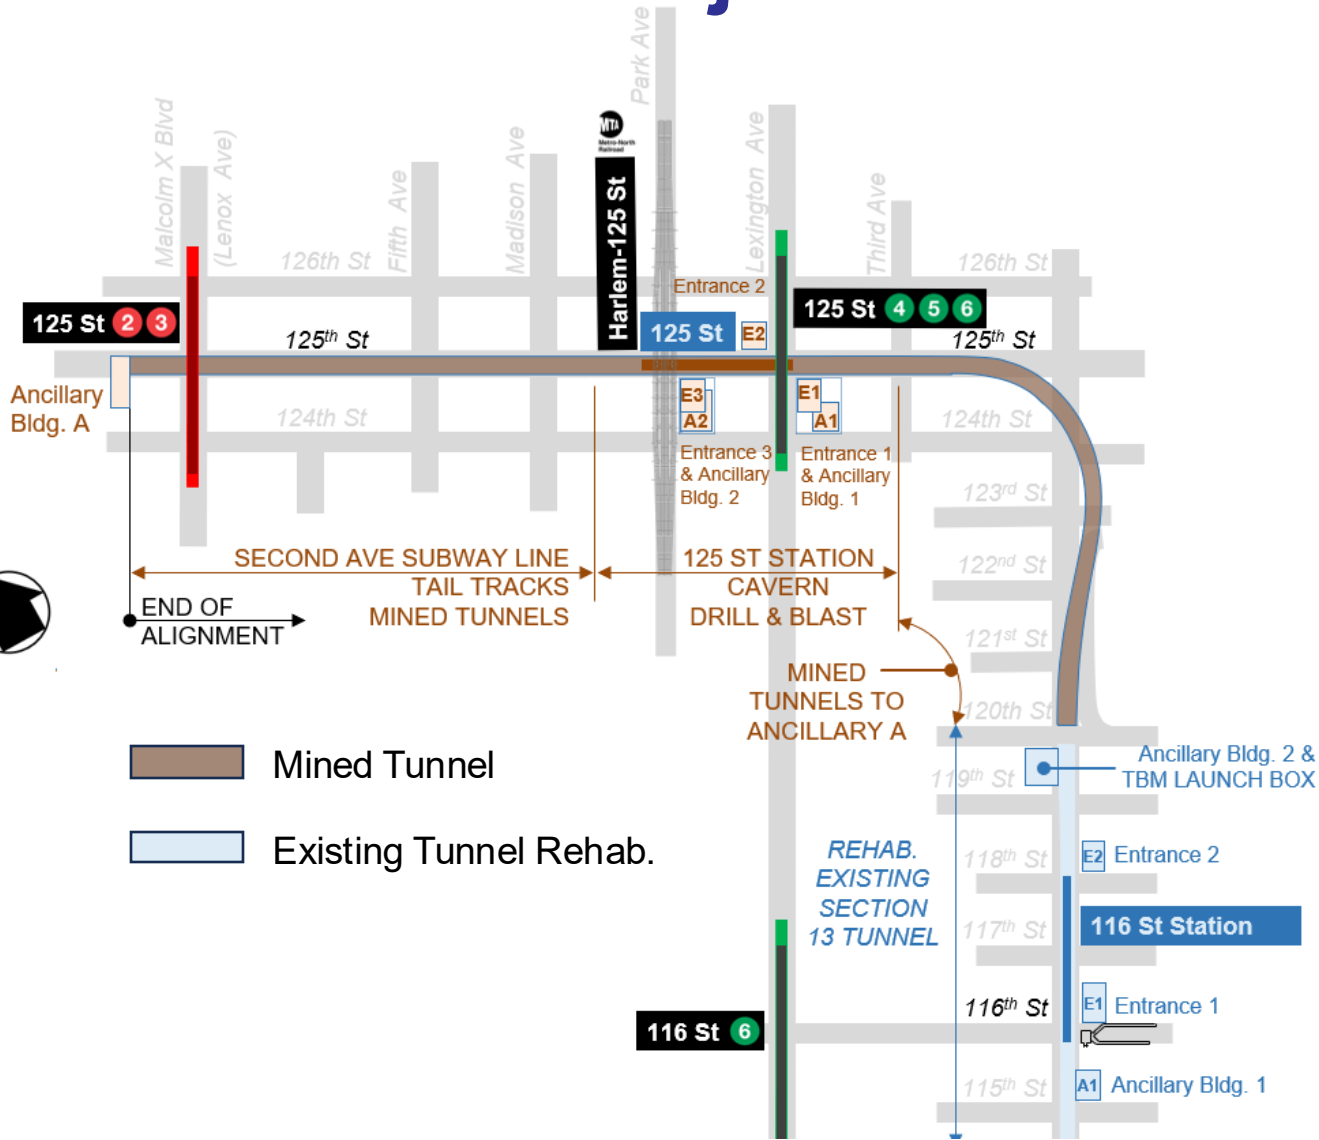 j
Park Ave
Malcolm X Blvd
(Lenox Ave)
Fifth Ave
Madison Ave
MTA
Metro-North
Railroad
Harlem-125 St
Lexington Ave
Third Ave
126th St
126th St
Entrance 2
125 St 2 3
125th St
125 St
E2
125 St 4 5 6
125th St
Ancillary
Bldg. A
124th St
E3
A2
E1
A1
124th St
Entrance 3
& Ancillary
Bldg. 2
Entrance 1
& Ancillary
Bldg. 1
123rd St
SECOND AVE SUBWAY LINE
TAIL TRACKS
MINED TUNNELS
125 ST STATION
CAVERN
DRILL & BLAST
122nd St
END OF
ALIGNMENT
121st St
MINED
TUNNELS TO
ANCILLARY A
120th St
Mined Tunnel
Existing Tunnel Rehab.
119th St
Ancillary Bldg. 2 &
TBM LAUNCH BOX
REHAB.
EXISTING
SECTION
13 TUNNEL
118th St
E2 Entrance 2
117th St
116 St Station
116th St
E1 Entrance 1
116 St 6
115th St
A1 Ancillary Bldg. 1